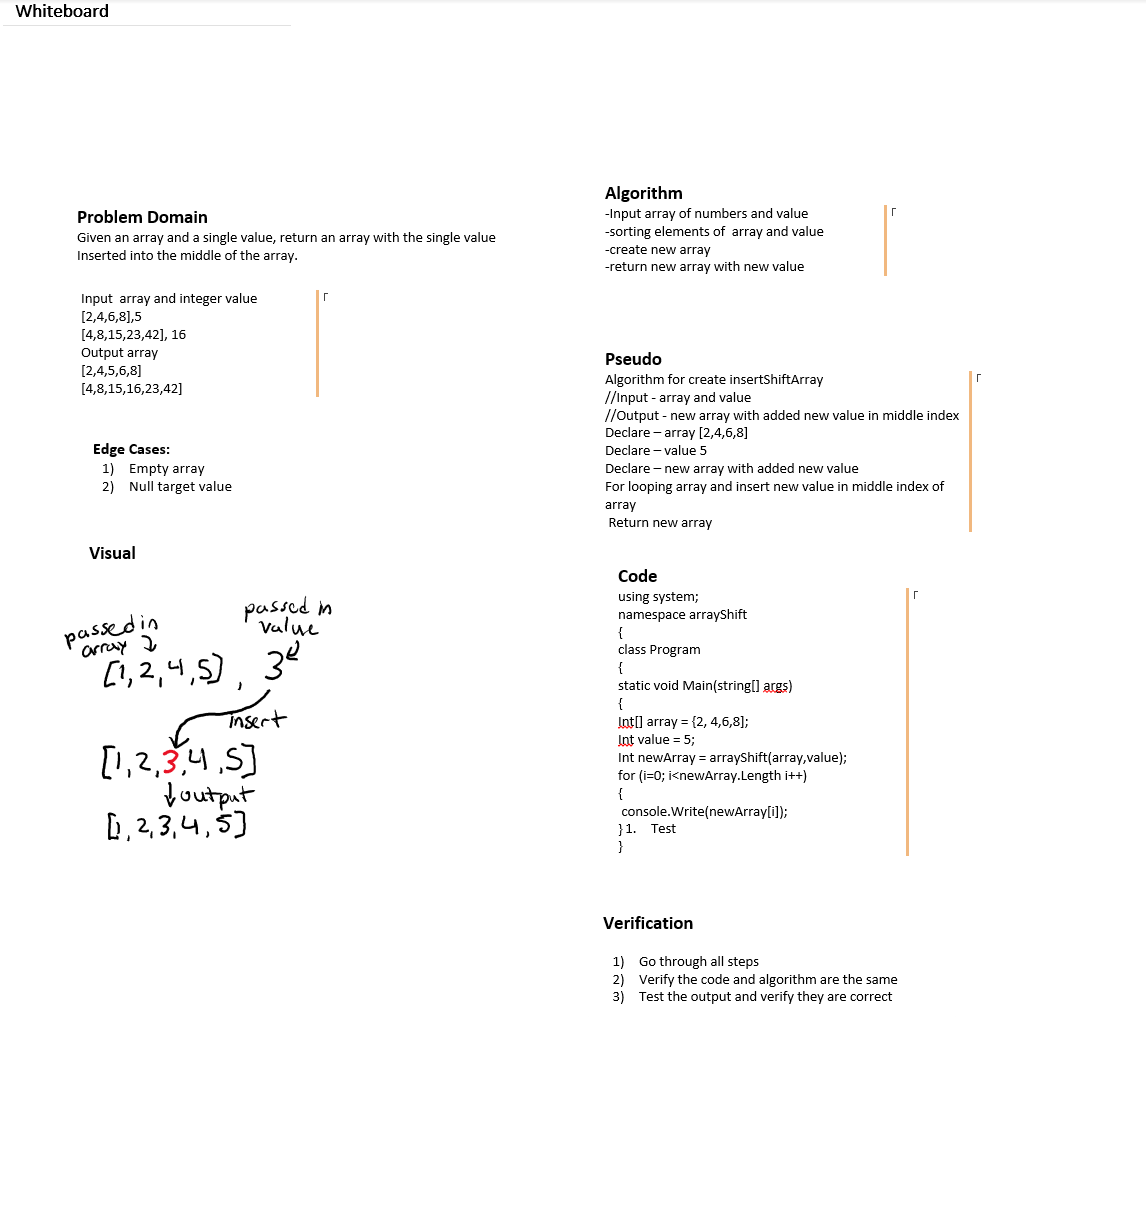 Whiteboard
Problem Domain
Given an array and a single value, return an array with the single value
Inserted into the middle of the array.
Input  array and integer value
[2,4,6,8],5
[4,8,15,23,42], 16
Output array
[2,4,5,6,8]
[4,8,15,16,23,42]
Edge Cases:
1) Empty array
2) Null target value
Visual
passed in
array
passed in
value
[1,2,4,5] , 3
insert
[1,2,3,4,5]
output
[1,2,3,4,5]
Algorithm
-Input array of numbers and value
-sorting elements of  array and value
-create new array
-return new array with new value
Pseudo
Algorithm for create insertShiftArray
//Input - array and value
//Output - new array with added new value in middle index
Declare – array [2,4,6,8]
Declare – value 5
Declare – new array with added new value
For looping array and insert new value in middle index of
array
Return new array
Code
using system;
namespace arrayShift
{
class Program
{
static void Main(string[] args)
{
Int[] array = {2, 4,6,8};
Int value = 5;
Int newArray = arrayShift(array,value);
for (i=0; i<newArray.Length i++)
{
console.Write(newArray[i]);
} 1. Test
}
Verification
1) Go through all steps
2) Verify the code and algorithm are the same
3) Test the output and verify they are correct